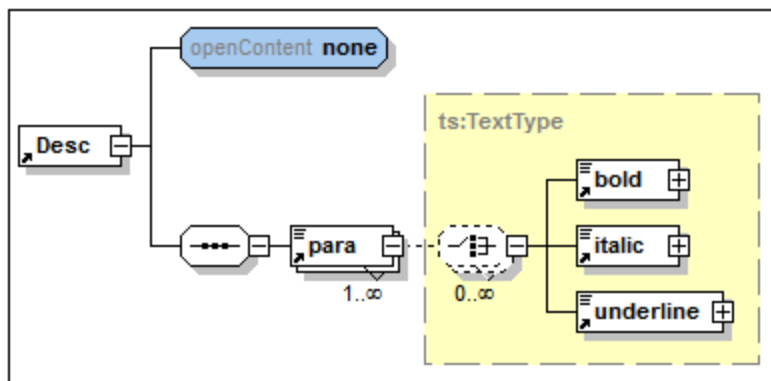 openContent none
ts:TextType
Desc
bold
para
italic
1..∞
0..∞
underline